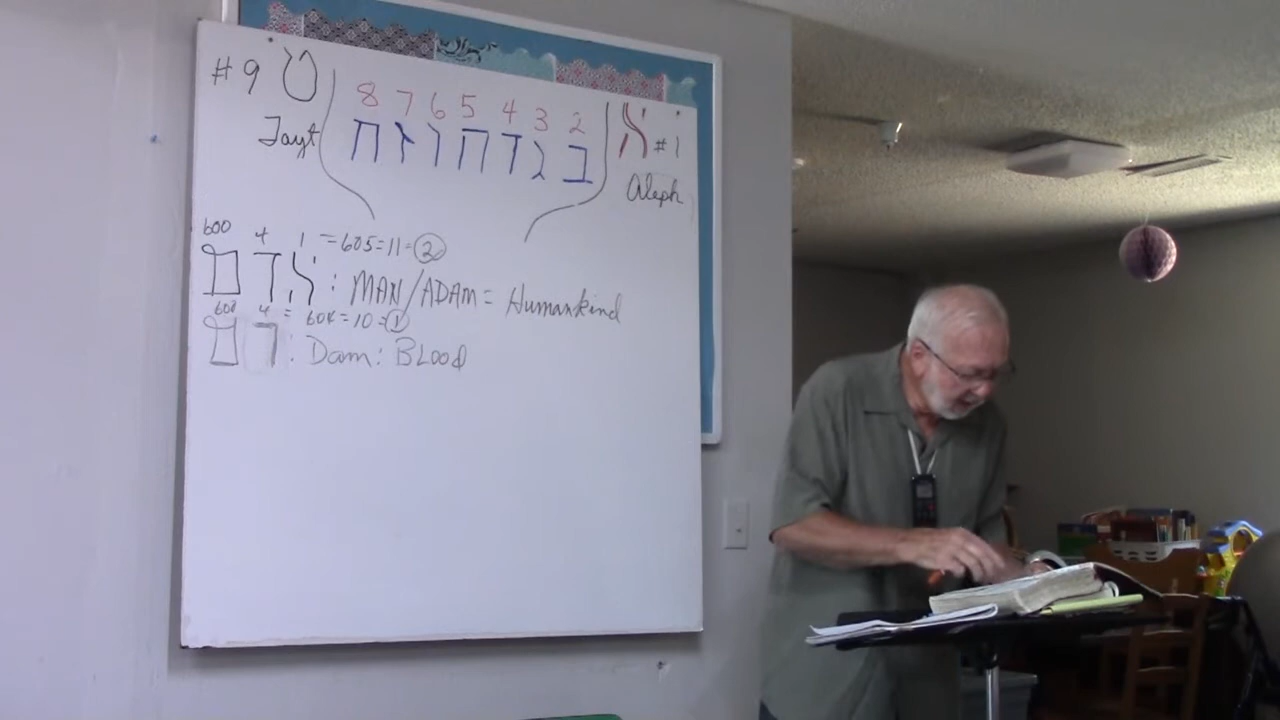 #9 ט 8 7 6 5 4 3 2 א #1
Tayt ח ז ו ה ד ג ב Aleph
600 4 1 = 605 = 11 = 2
ם ד א : MAN/ADAM = Humankind
600 4 = 604 = 10 = 1
ם ד : Dam: BLood